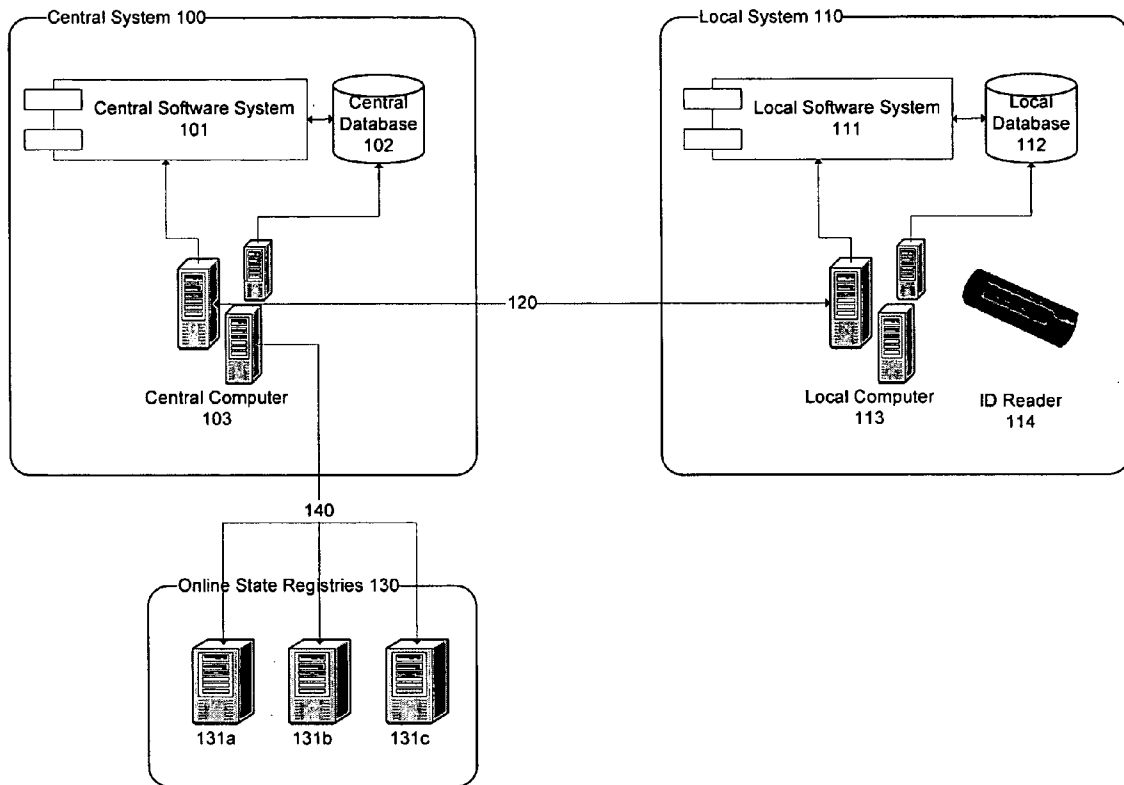 Central System 100
Central Software System
101
Central
Database
102
Central Computer
103
Local System 110
Local Software System
111
Local
Database
112
Local Computer
113
ID Reader
114
120
140
Online State Registries 130
131a
131b
131c